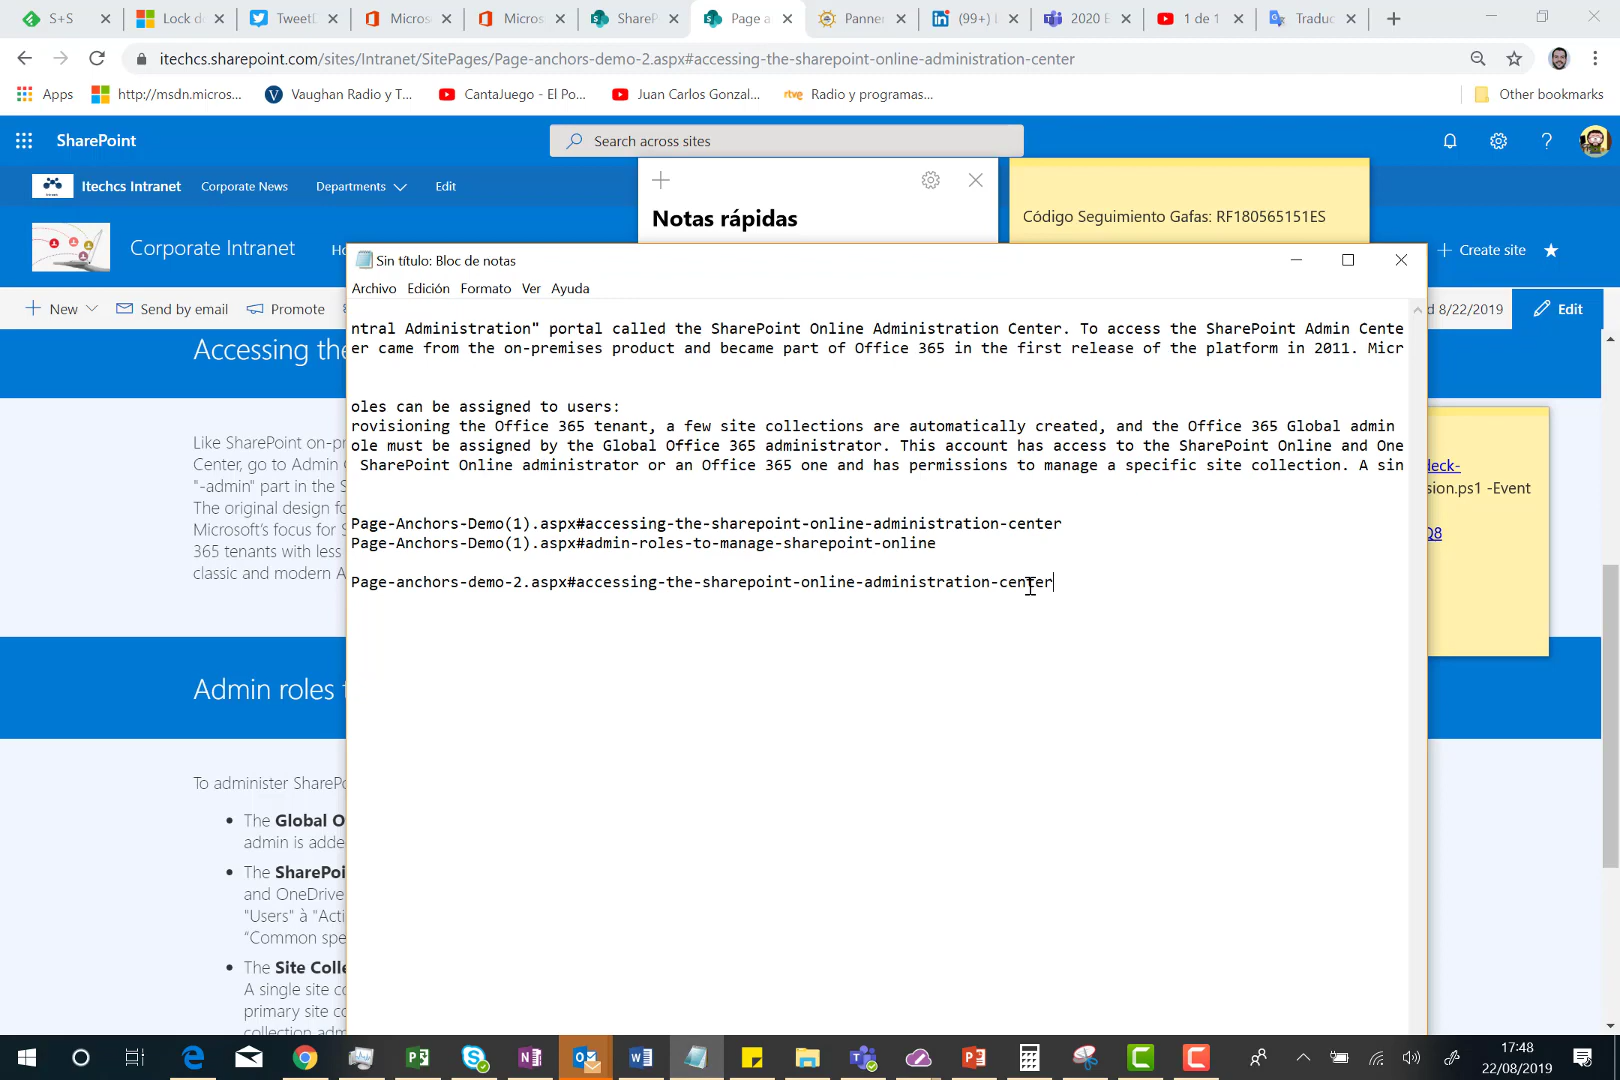 S+S
Lock d
TweetD
Micros
Micros
ShareP
Page a
Panner
(99+) L
2020 E
1 de 1
Traduc
itechcs.sharepoint.com/sites/Intranet/SitePages/Page-anchors-demo-2.aspx#accessing-the-sharepoint-online-administration-center
Apps
http://msdn.micros...
Vaughan Radio y T...
CantaJuego - El Po...
Juan Carlos Gonzal...
rtve Radio y programas...
Other bookmarks
SharePoint
Search across sites
Itechcs Intranet
Corporate News
Departments
Edit
Notas rápidas
Código Seguimiento Gafas: RF180565151ES
Corporate Intranet
Ho
Create site
Sin título: Bloc de notas
Archivo Edición Formato Ver Ayuda
New
Send by email
Promote
d 8/22/2019
Edit
Accessing the
ntral Administration" portal called the SharePoint Online Administration Center. To access the SharePoint Admin Cente
er came from the on-premises product and became part of Office 365 in the first release of the platform in 2011. Micr
oles can be assigned to users:
rovisioning the Office 365 tenant, a few site collections are automatically created, and the Office 365 Global admin
ole must be assigned by the Global Office 365 administrator. This account has access to the SharePoint Online and One
SharePoint Online administrator or an Office 365 one and has permissions to manage a specific site collection. A sin
Page-Anchors-Demo(1).aspx#accessing-the-sharepoint-online-administration-center
Page-Anchors-Demo(1).aspx#admin-roles-to-manage-sharepoint-online
Page-anchors-demo-2.aspx#accessing-the-sharepoint-online-administration-center
Like SharePoint on-pr
Center, go to Admin C
"-admin" part in the S
The original design fo
Microsoft's focus for S
365 tenants with less
classic and modern A
deck-
sion.ps1 -Event
Q8
Admin roles t
To administer SharePo
The Global O
admin is adde
The SharePoi
and OneDrive
"Users" à "Acti
"Common spe
The Site Colle
A single site co
primary site co
collection adm
17:48
22/08/2019